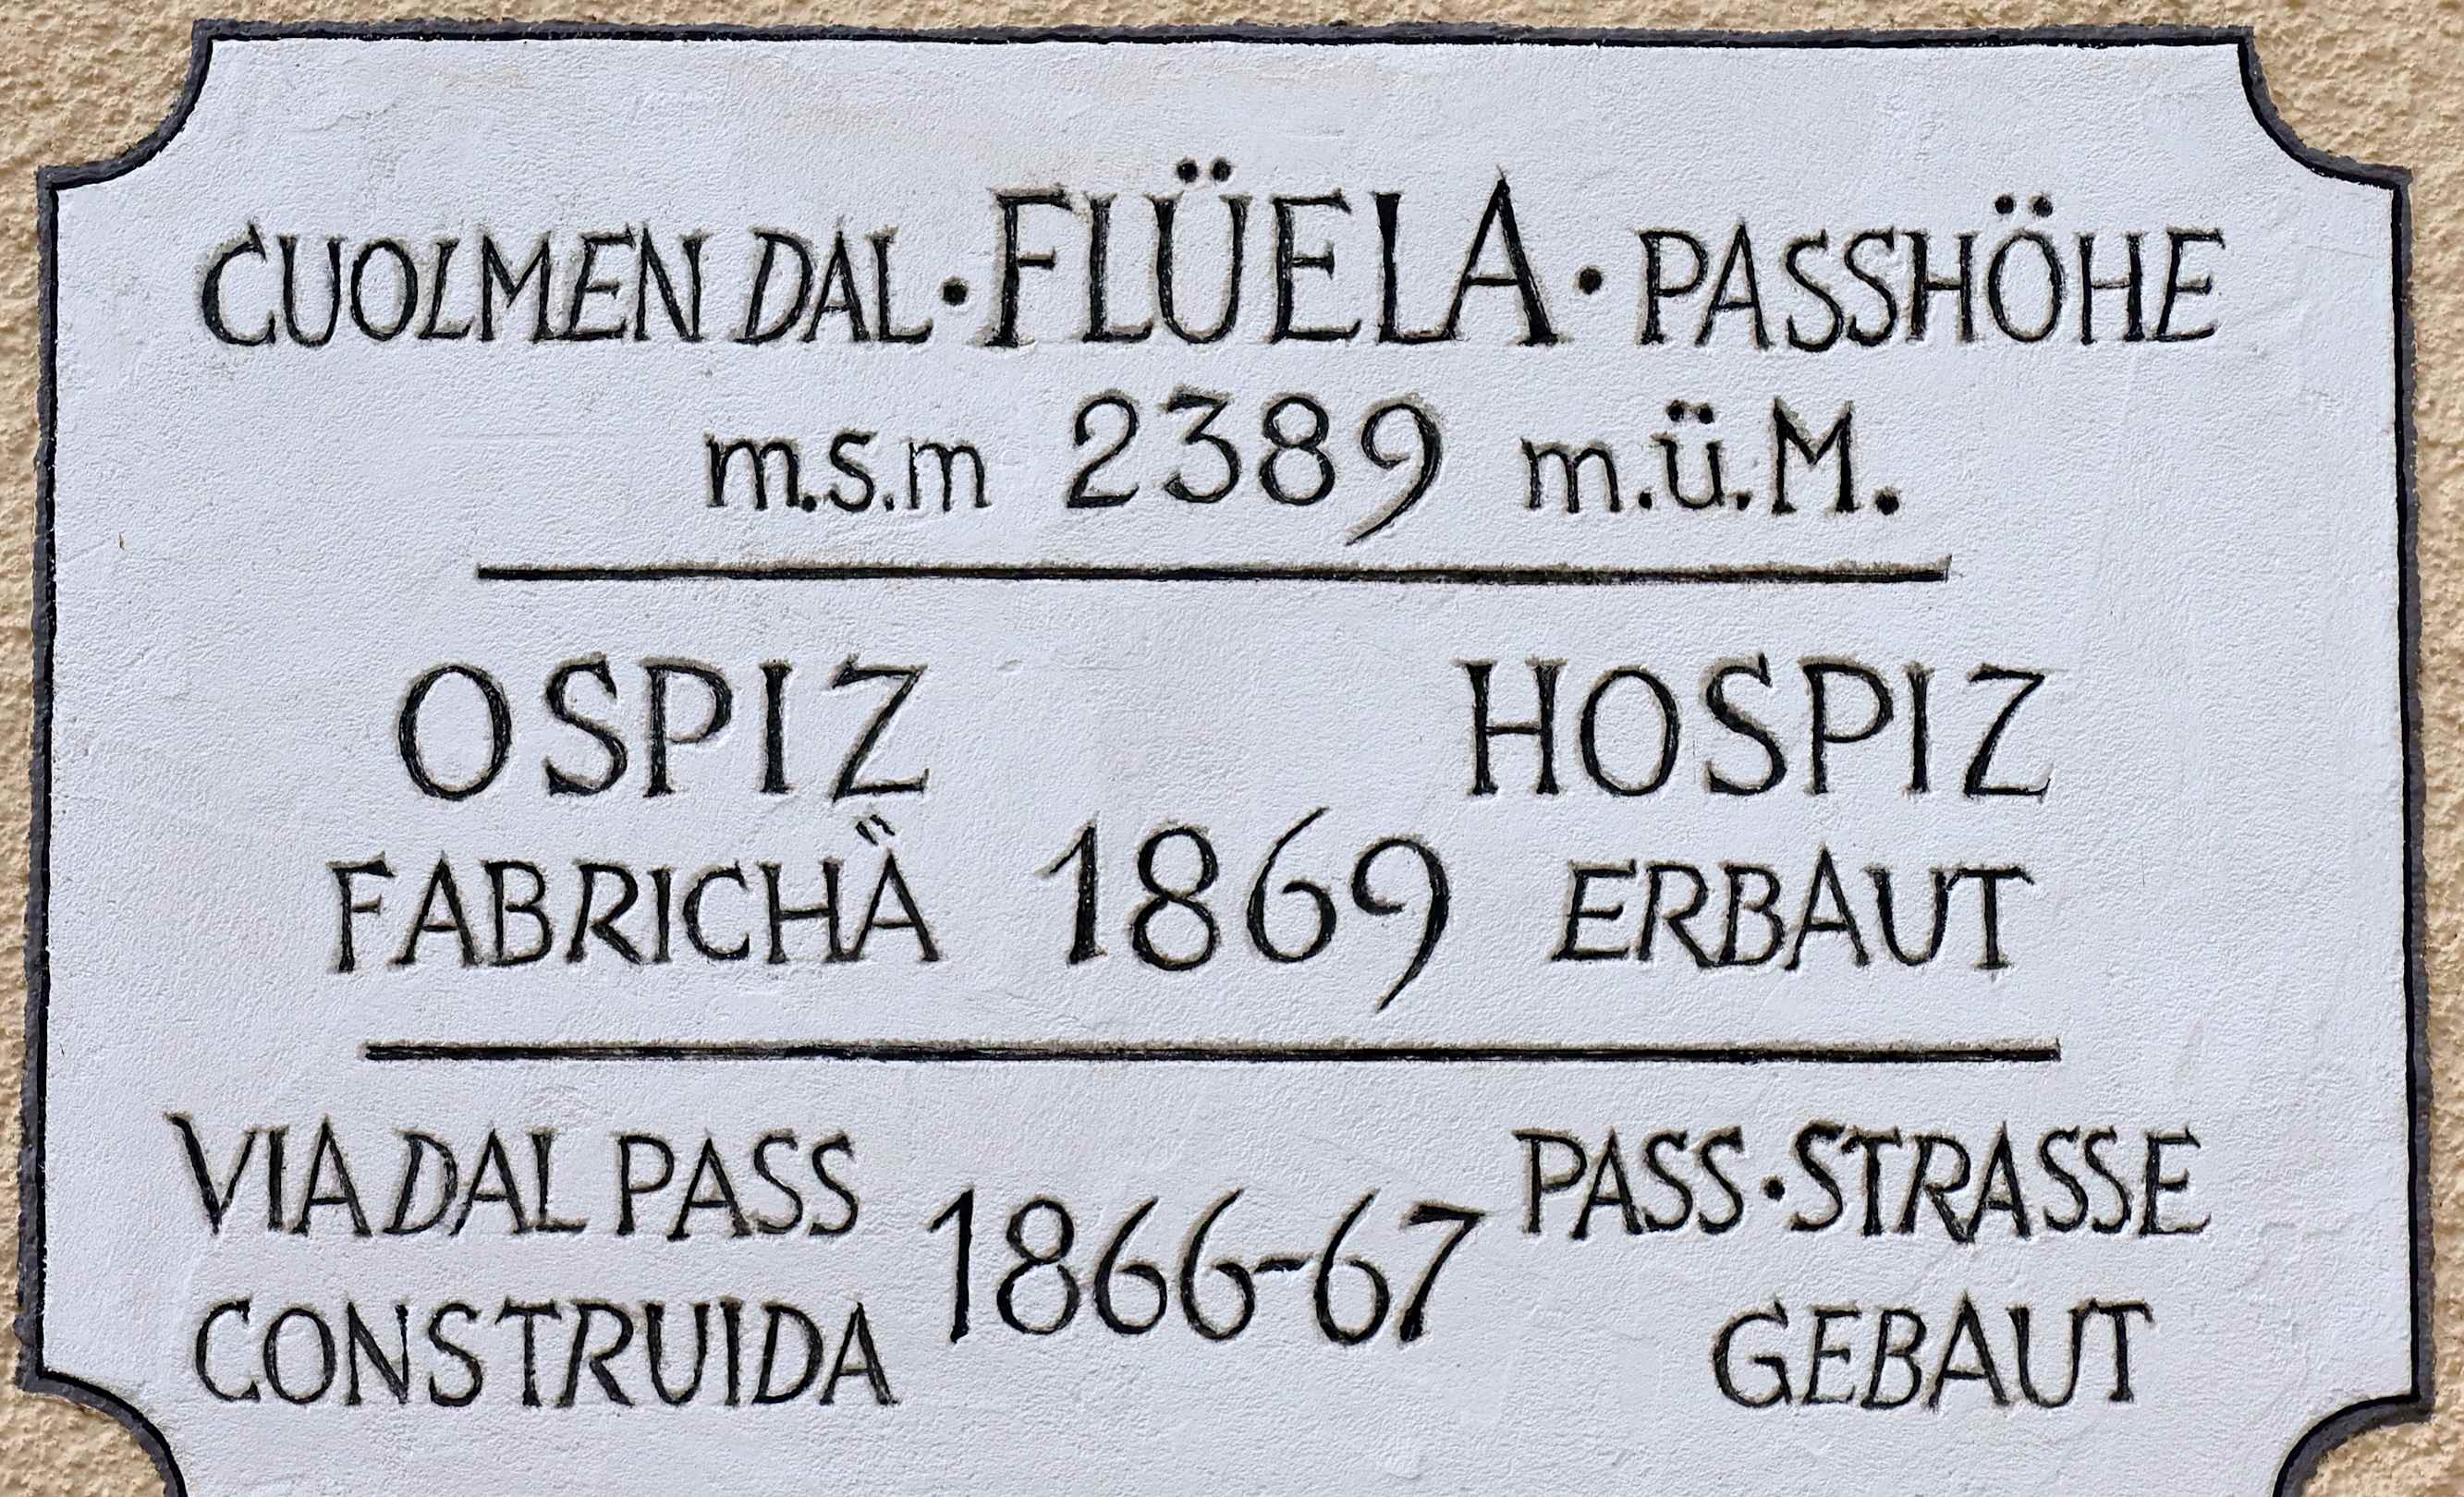 CUOLMEN DAL · FLÜELA · PASSHÖHE
m.s.m 2389 m.ü.M.
OSPIZ HOSPIZ
FABRICHÀ 1869 ERBAUT
VIA DAL PASS 1866-67 PASS·STRASSE
CONSTRUIDA GEBAUT